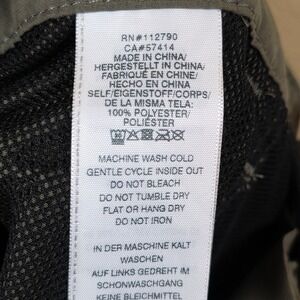 RN#112790
CA#57414
MADE IN CHINA/
HERGESTELLT IN CHINA/
FABRIQUÉ EN CHINE/
HECHO EN CHINA
SELF/EIGENSTOFF/CORPS/
DE LA MISMA TELA:
100% POLYESTER/
POLIÉSTER
MACHINE WASH COLD
GENTLE CYCLE INSIDE OUT
DO NOT BLEACH
DO NOT TUMBLE DRY
FLAT OR HANG DRY
DO NOT IRON
IN DER MASCHINE KALT
WASCHEN
AUF LINKS GEDREHT IM
SCHONWASCHGANG
KEINE BLEICHMITTEL